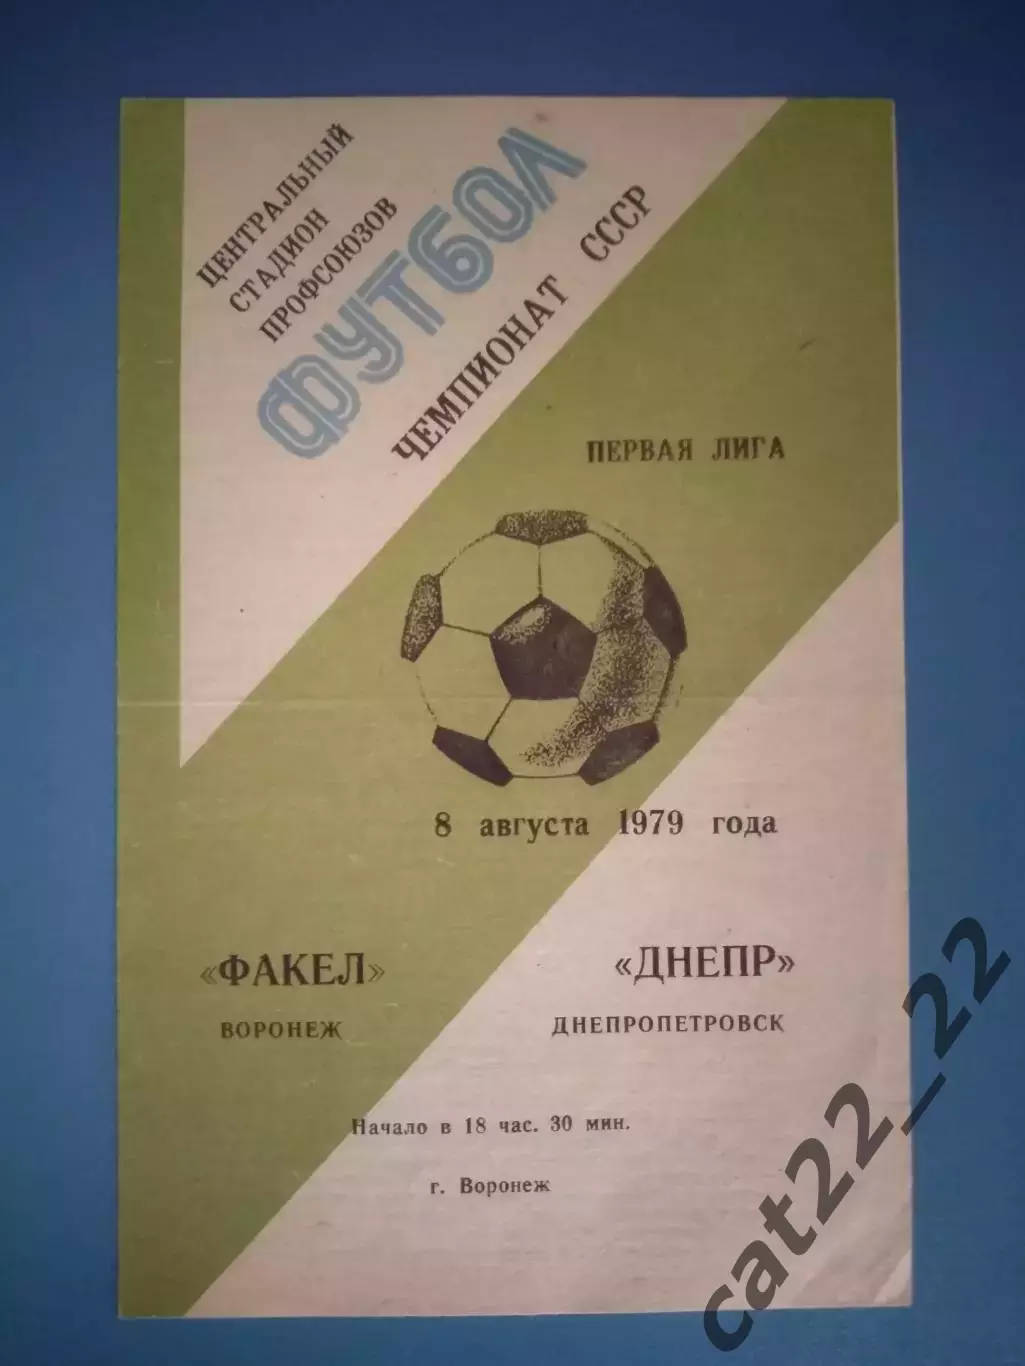 ЦЕНТРАЛЬНЫЙ
СТАДИОН
ПРОФСОЮЗОВ
ФУТБОЛ
ЧЕМПИОНАТ СССР
ПЕРВАЯ ЛИГА
8 августа 1979 года
«ФАКЕЛ»
ВОРОНЕЖ
«ДНЕПР»
ДНЕПРОПЕТРОВСК
Начало в 18 час. 30 мин.
г. Воронеж
cat22_22